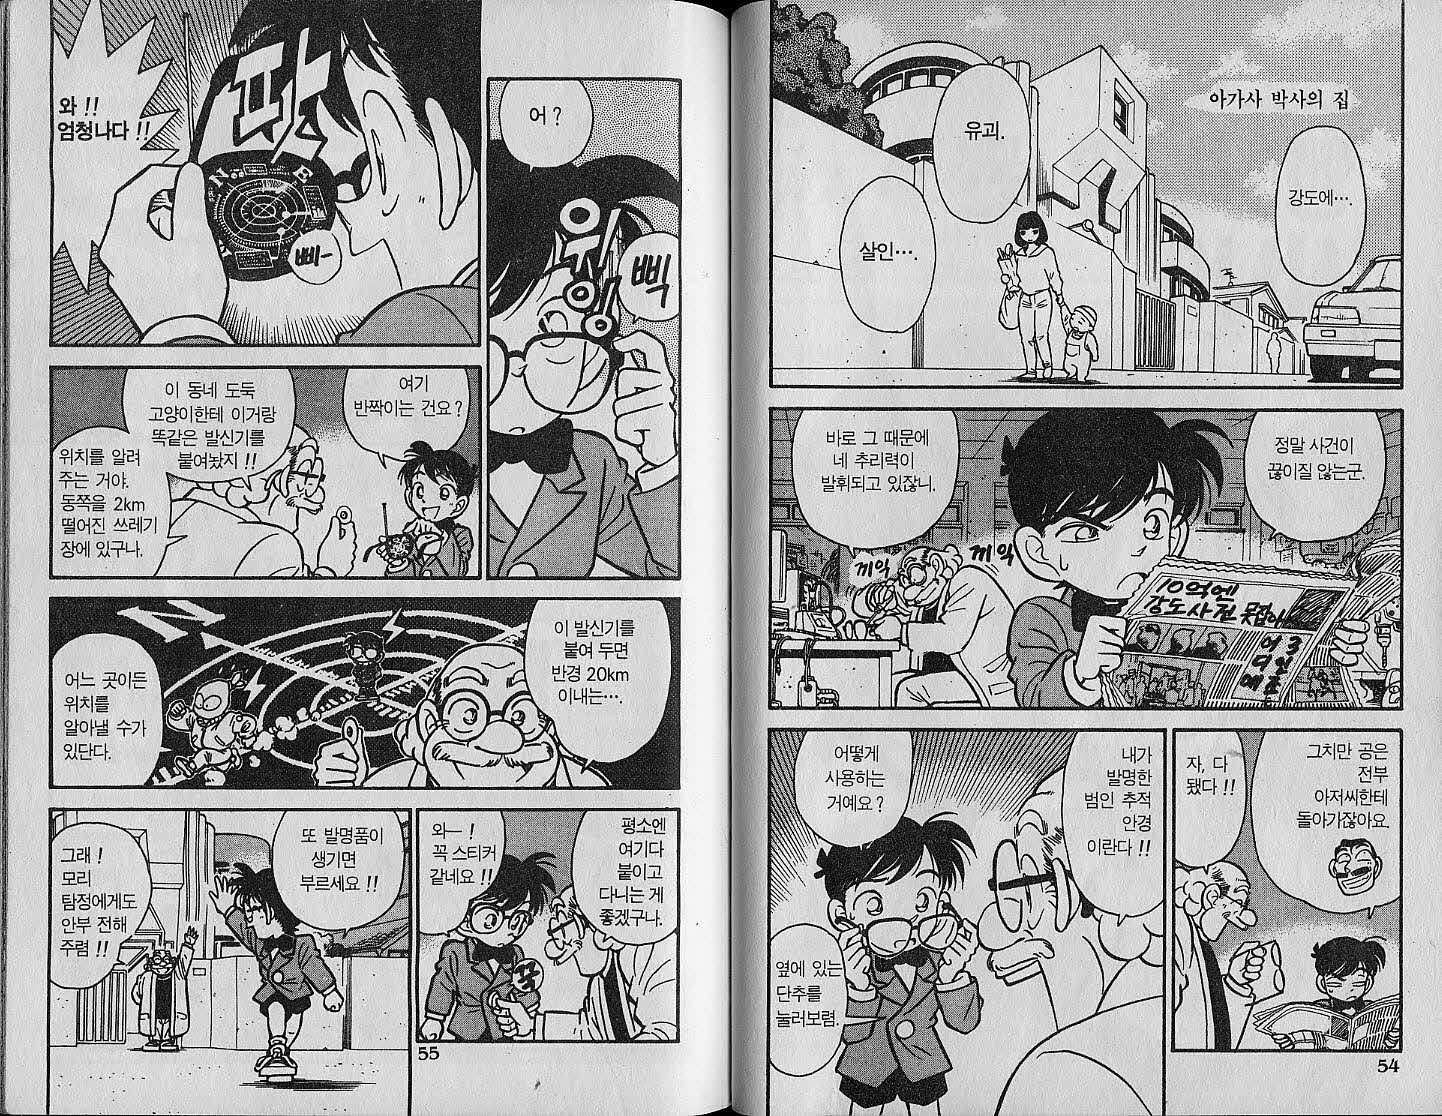 아가사 박사의 집
강도에….
유괴.
살인….
정말 사건이
끊이질 않는군.
바로 그 때문에
네 추리력이
발휘되고 있잖니.
끼익
끼익
10억엔
강도사건 못잡아
그치만 공은
전부
아저씨한테
돌아가잖아요.
자, 다
됐다!!
내가
발명한
범인 추적
안경
이란다!!
어떻게
사용하는
거예요?
옆에 있는
단추를
눌러보렴.
54
어?
삑
위잉
와!!
엄청나다!!
팟
N
E
삐-
여기
반짝이는 건요?
이 동네 도둑
고양이한테 이거랑
똑같은 발신기를
붙여놨지!!
위치를 알려
주는 거야.
동쪽을 2km
떨어진 쓰레기
장에 있구나.
이 발신기를
붙여 두면
반경 20km
이내는….
어느 곳이든
위치를
알아낼 수가
있단다.
평소엔
여기다
붙이고
다니는 게
좋겠구나.
와ㅡ!
꼭 스티커
같네요!!
꾹
또 발명품이
생기면
부르세요!!
그래!
모리
탐정에게도
안부 전해
주렴!!
55